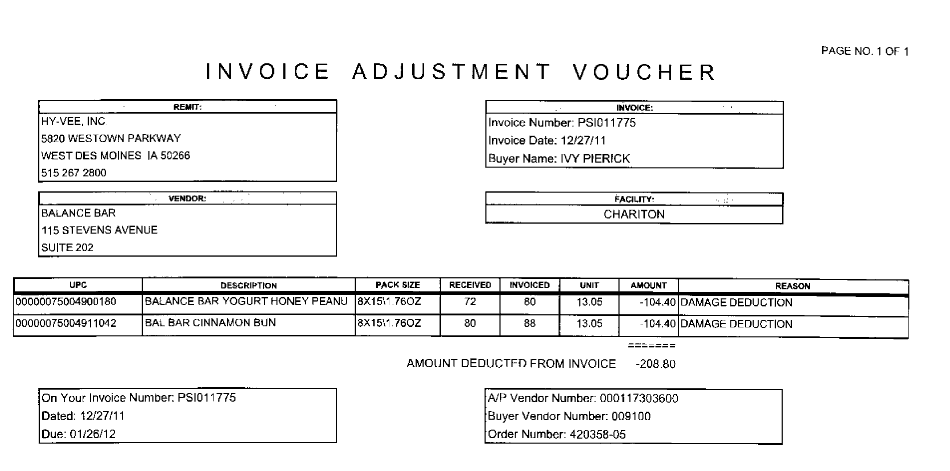 PAGE NO. 1 OF 1
INVOICE ADJUSTMENT VOUCHER
REMIT:
HY-VEE, INC
5820 WESTOWN PARKWAY
WEST DES MOINES IA 50266
515 267 2800
INVOICE:
Invoice Number: PSI011775
Invoice Date: 12/27/11
Buyer Name: IVY PIERICK
VENDOR:
BALANCE BAR
115 STEVENS AVENUE
SUITE 202
FACILITY:
CHARITON
UPC DESCRIPTION PACK SIZE RECEIVED INVOICED UNIT AMOUNT REASON
00000075004900180 BALANCE BAR YOGURT HONEY PEANU 8X15\1.76OZ 72 80 13.05 -104.40 DAMAGE DEDUCTION
00000075004911042 BAL BAR CINNAMON BUN 8X15\1.76OZ 80 88 13.05 -104.40 DAMAGE DEDUCTION
=======
AMOUNT DEDUCTED FROM INVOICE -208.80
On Your Invoice Number: PSI011775
Dated: 12/27/11
Due: 01/26/12
A/P Vendor Number: 000117303600
Buyer Vendor Number: 009100
Order Number: 420358-05